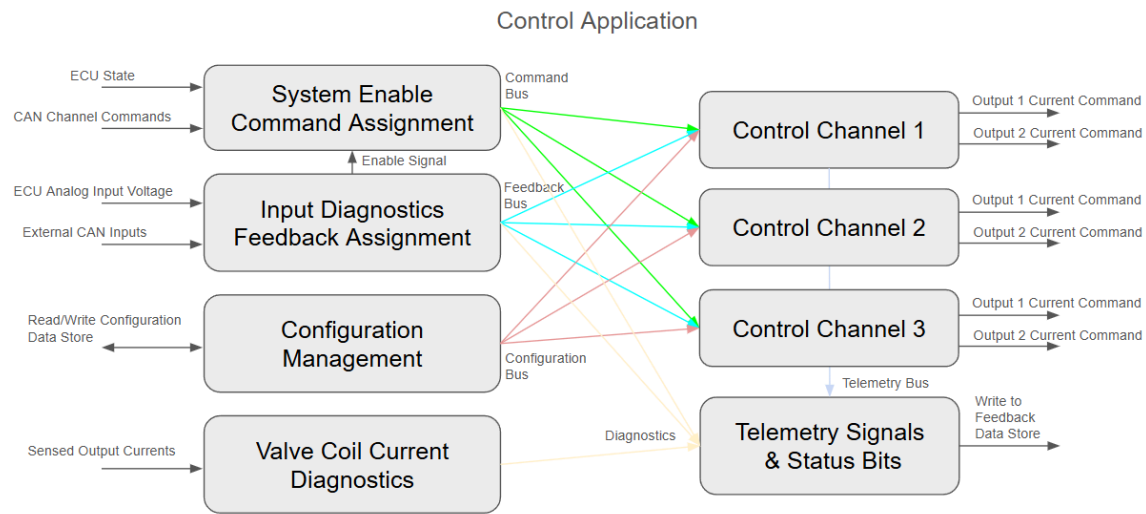 Control Application
ECU State
CAN Channel Commands
System Enable
Command Assignment
Command
Bus
Enable Signal
ECU Analog Input Voltage
External CAN Inputs
Input Diagnostics
Feedback Assignment
Feedback
Bus
Read/Write Configuration
Data Store
Configuration
Management
Configuration
Bus
Sensed Output Currents
Valve Coil Current
Diagnostics
Diagnostics
Control Channel 1
Output 1 Current Command
Output 2 Current Command
Control Channel 2
Output 1 Current Command
Output 2 Current Command
Control Channel 3
Output 1 Current Command
Output 2 Current Command
Telemetry Bus
Telemetry Signals
& Status Bits
Write to
Feedback
Data Store